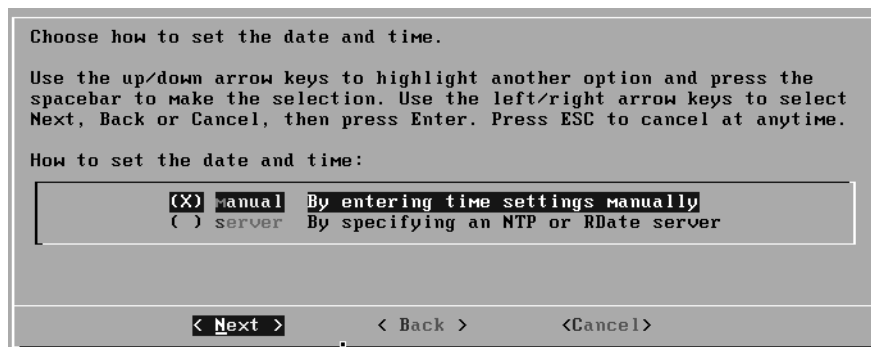 Choose how to set the date and time.
Use the up/down arrow keys to highlight another option and press the
spacebar to make the selection. Use the left/right arrow keys to select
Next, Back or Cancel, then press Enter. Press ESC to cancel at anytime.
How to set the date and time:
(X) manual By entering time settings manually
( ) server By specifying an NTP or RDate server
< Next > < Back > <Cancel>